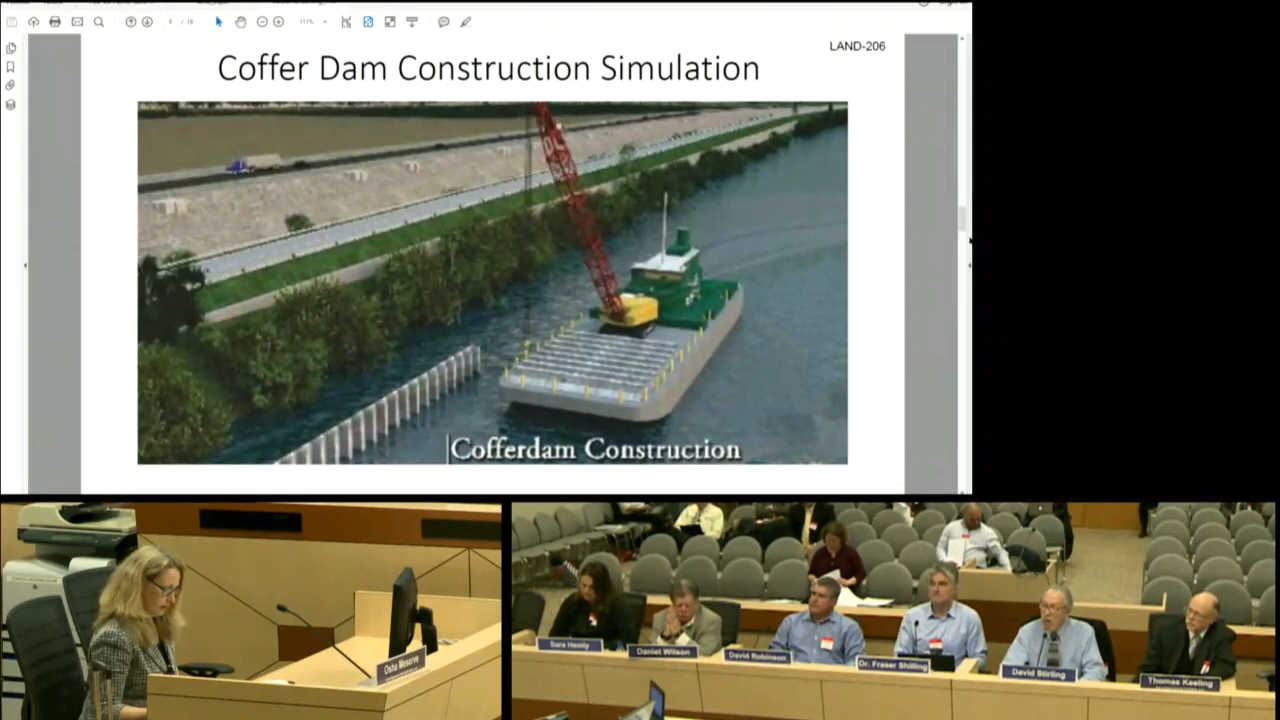 111%
LAND-206
Coffer Dam Construction Simulation
Cofferdam Construction
Osha Meserve
Sara Hemly
Daniel Wilson
David Robinson
Dr. Fraser Shilling
David Stirling
Thomas Keeling